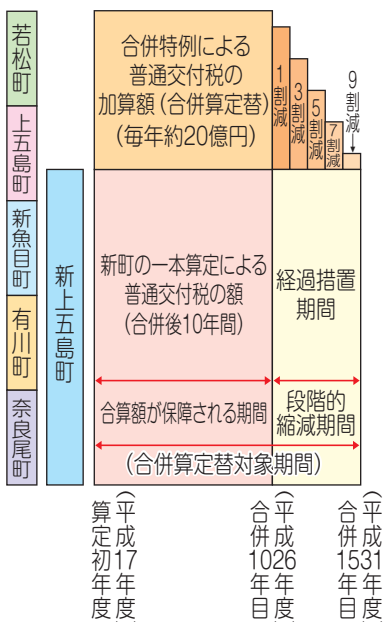 若松町
上五島町
新魚目町
有川町
奈良尾町
新上五島町
合併特例による
普通交付税の
加算額（合併算定替）
（毎年約20億円）
1割減
3割減
5割減
7割減
9割減
新町の一本算定による
普通交付税の額
（合併後10年間）
経過措置
期間
合算額が保障される期間
段階的
縮減期間
（合併算定替対象期間）
（平成17年度
算定初年度
（平成26年度
合併10年目
（平成31年度
合併15年目